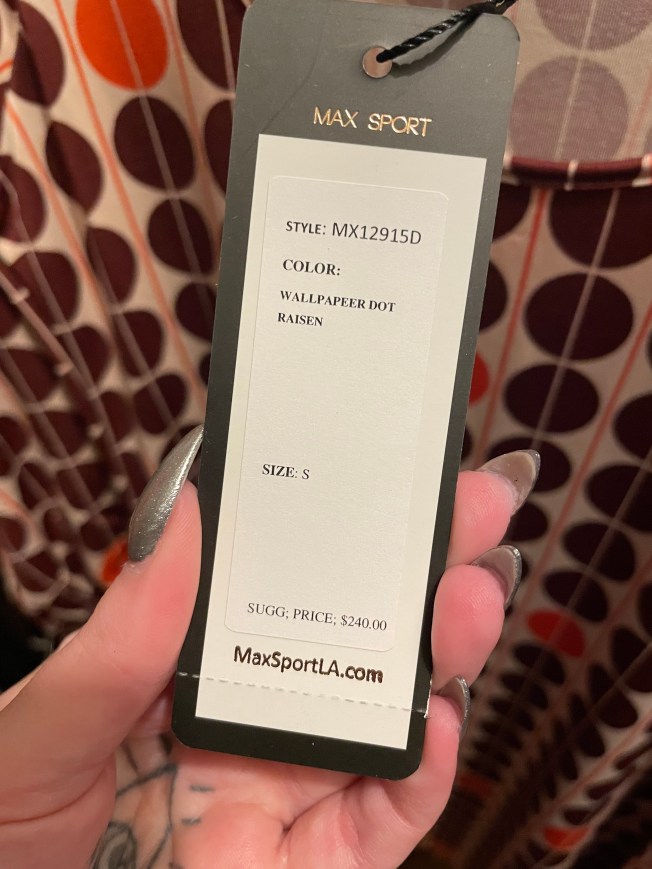 MAX SPORT
STYLE: MX12915D
COLOR:
WALLPAPEER DOT
RAISEN
SIZE: S
SUGG; PRICE; $240.00
MaxSportLA.com